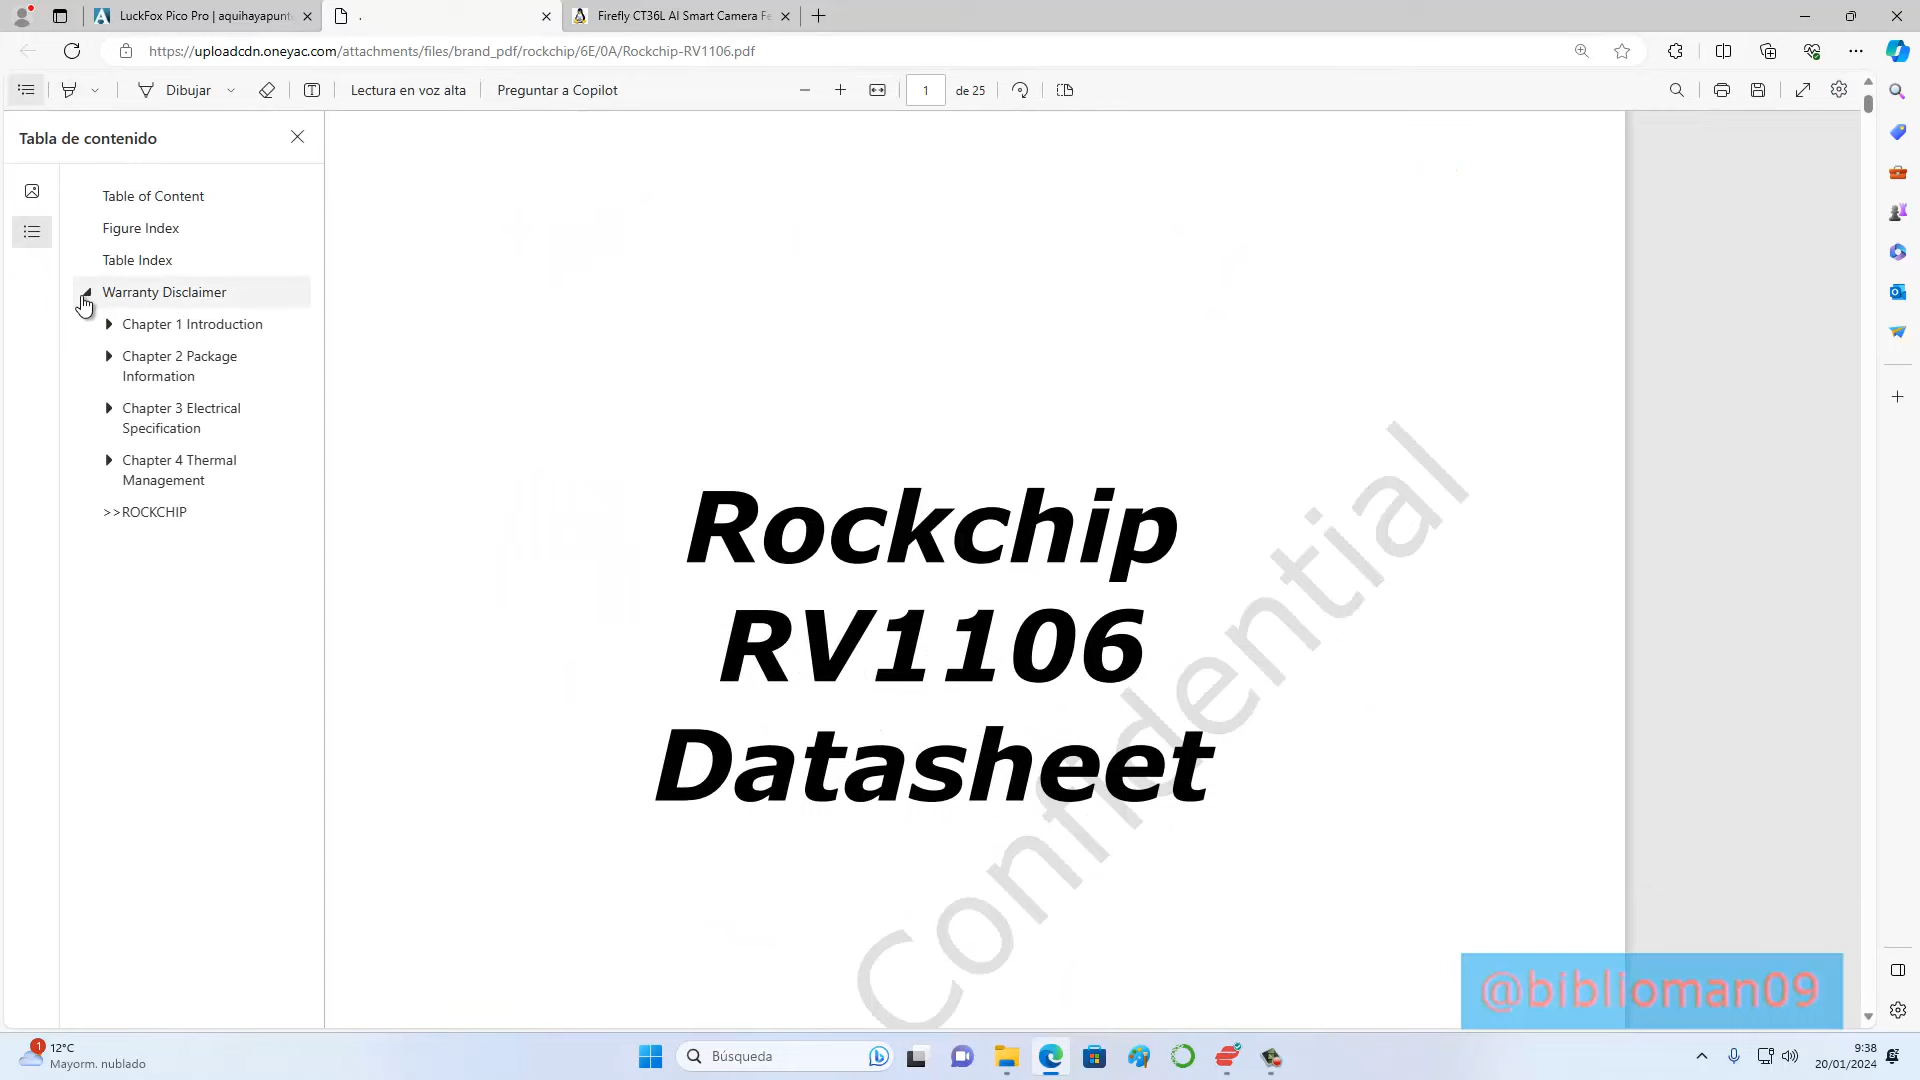 LuckFox Pico Pro | aquihayapunt
.
Firefly CT36L AI Smart Camera Fe
https://uploadcdn.oneyac.com/attachments/files/brand_pdf/rockchip/6E/0A/Rockchip-RV1106.pdf
Dibujar
Lectura en voz alta
Preguntar a Copilot
1 de 25
Tabla de contenido
Table of Content
Figure Index
Table Index
Warranty Disclaimer
Chapter 1 Introduction
Chapter 2 Package
Information
Chapter 3 Electrical
Specification
Chapter 4 Thermal
Management
>>ROCKCHIP
Rockchip
RV1106
Datasheet
Confidential
@biblioman09
1
12°C
Mayorm. nublado
Búsqueda
9:38
20/01/2024